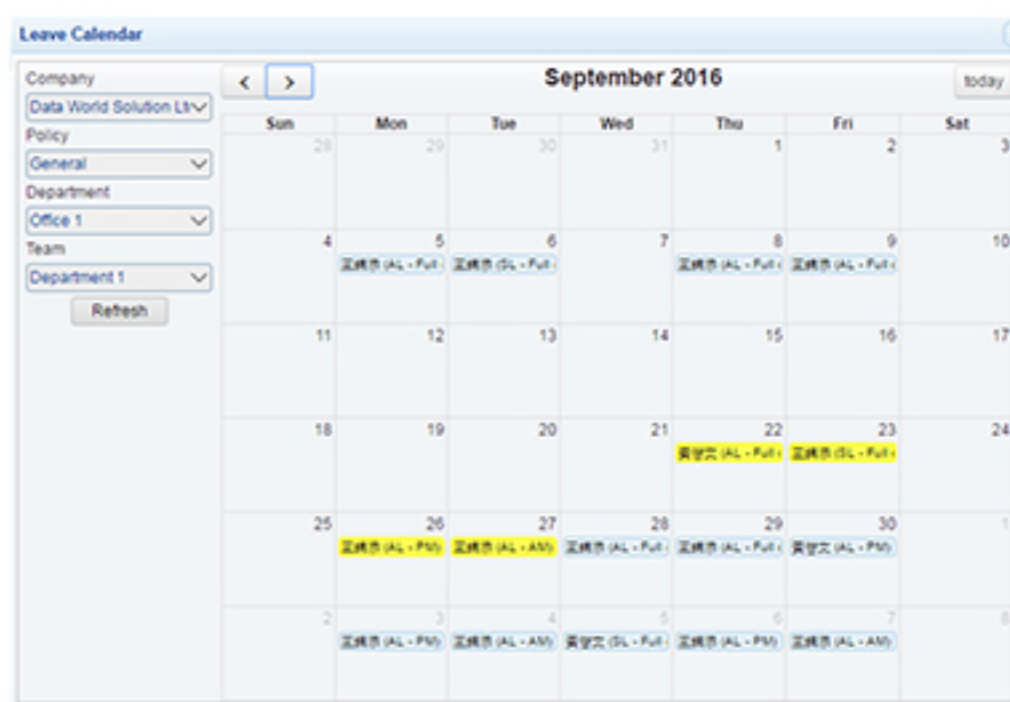 Leave Calendar
Company
Data World Solution Lt
Policy
General
Department
Office 1
Team
Department 1
Refresh
< >
September 2016
today
Sun Mon Tue Wed Thu Fri Sat
28 29 30 31 1 2 3
4 5 6 7 8 9 10
(AL - Full (SL - Full (AL - Full (AL - Full
11 12 13 14 15 16 17
18 19 20 21 22 23 24
(AL - Full (SL - Full
25 26 27 28 29 30 1
(AL - PM) (AL - AM) (AL - Full (AL - Full (AL - PM)
2 3 4 5 6 7 8
(AL - PM) (AL - AM) (SL - Full (AL - PM) (AL - AM)